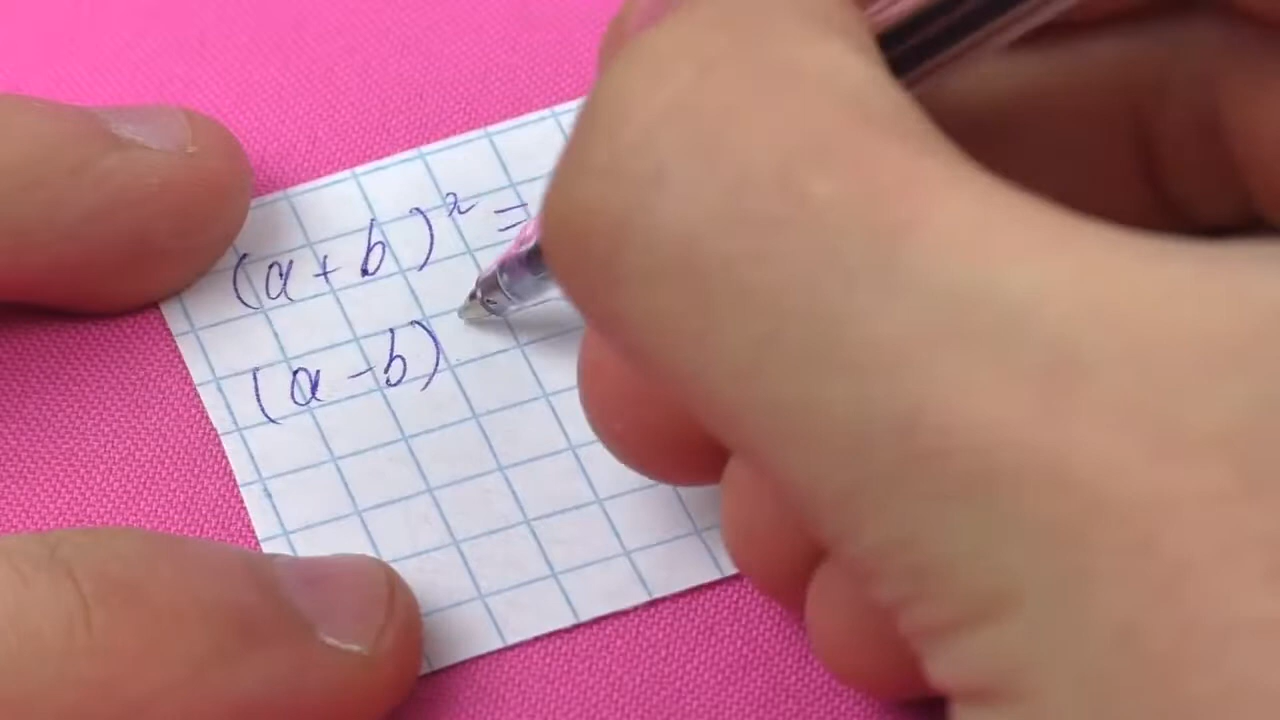 (a+b)² =
(a-b)